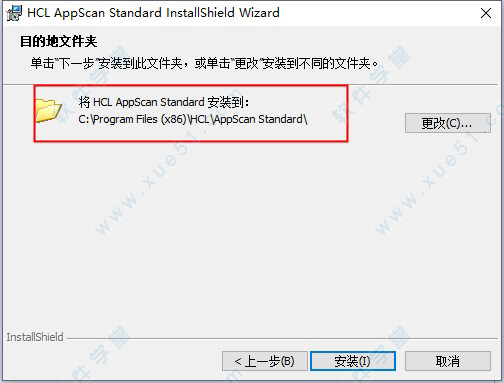 HCL AppScan Standard InstallShield Wizard
目的地文件夹
单击“下一步”安装到此文件夹，或单击“更改”安装到不同的文件夹。
将 HCL AppScan Standard 安装到：
C:\Program Files (x86)\HCL\AppScan Standard\
更改(C)...
InstallShield
< 上一步(B)
安装(I)
取消
软件学堂
www.xue51.com